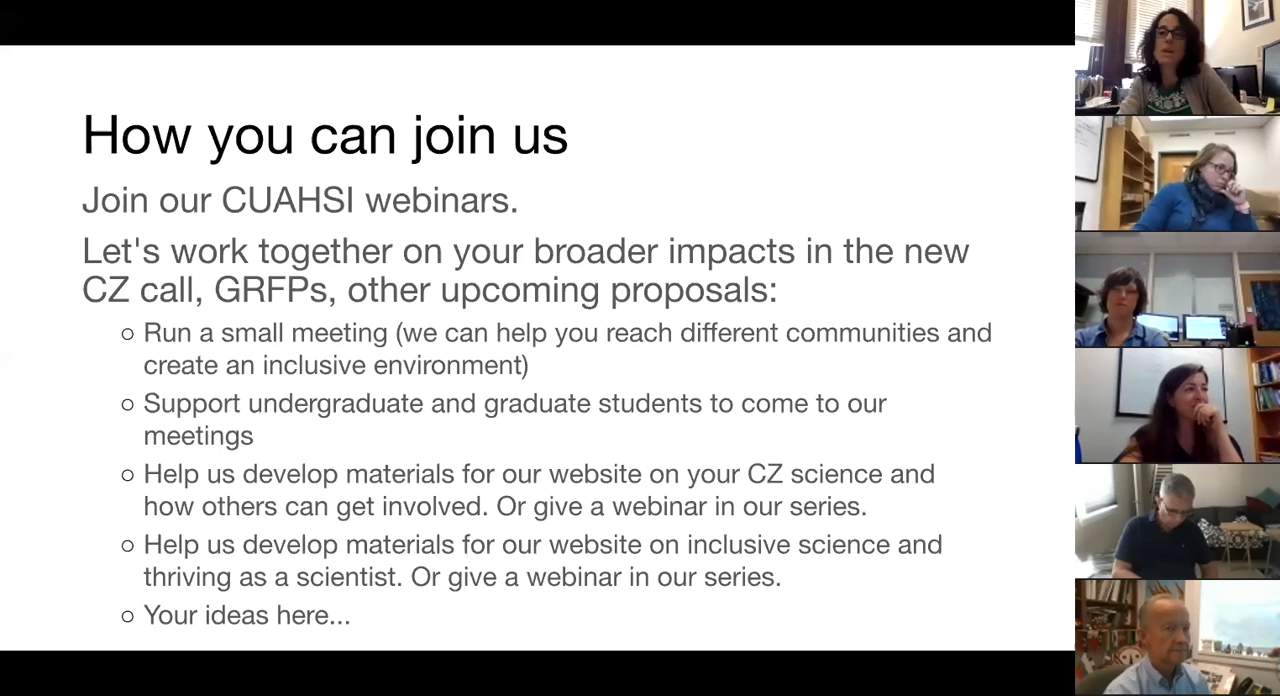 How you can join us
Join our CUAHSI webinars.
Let's work together on your broader impacts in the new
CZ call, GRFPs, other upcoming proposals:
○ Run a small meeting (we can help you reach different communities and
create an inclusive environment)
○ Support undergraduate and graduate students to come to our
meetings
○ Help us develop materials for our website on your CZ science and
how others can get involved. Or give a webinar in our series.
○ Help us develop materials for our website on inclusive science and
thriving as a scientist. Or give a webinar in our series.
○ Your ideas here...